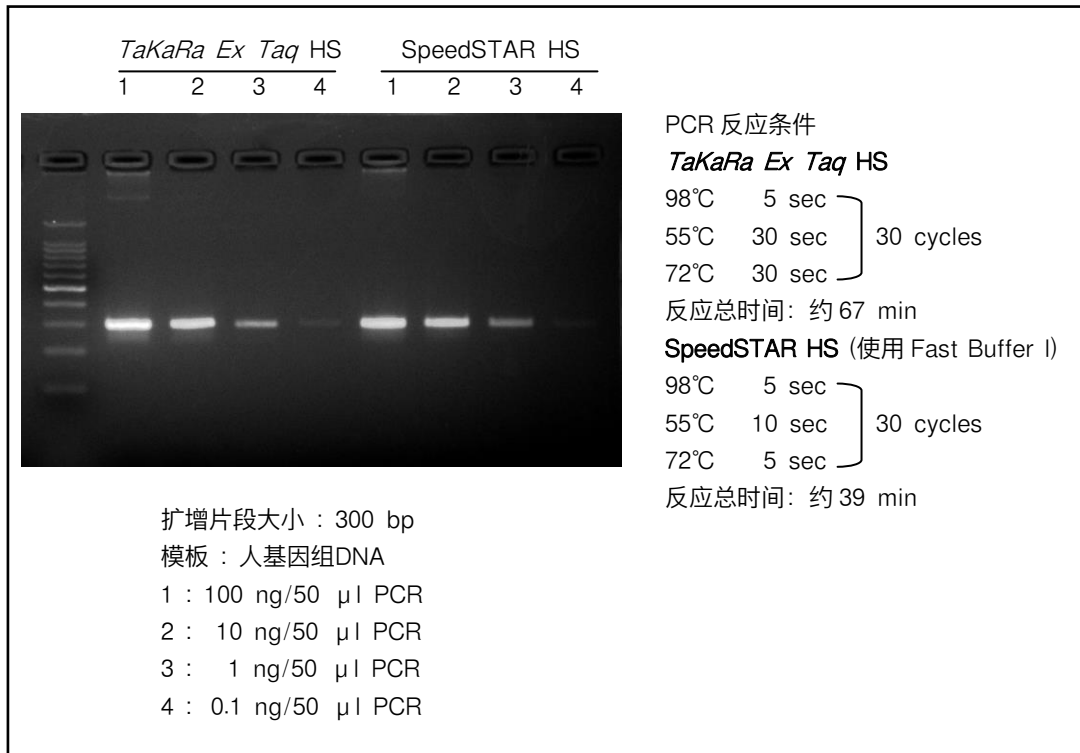 TaKaRa Ex Taq HS SpeedSTAR HS
1 2 3 4 1 2 3 4
PCR 反应条件
TaKaRa Ex Taq HS
98℃ 5 sec
55℃ 30 sec 30 cycles
72℃ 30 sec
反应总时间：约 67 min
SpeedSTAR HS (使用 Fast Buffer I)
98℃ 5 sec
55℃ 10 sec 30 cycles
72℃ 5 sec
反应总时间：约 39 min
扩增片段大小 : 300 bp
模板 : 人基因组DNA
1 : 100 ng/50 μl PCR
2 : 10 ng/50 μl PCR
3 : 1 ng/50 μl PCR
4 : 0.1 ng/50 μl PCR